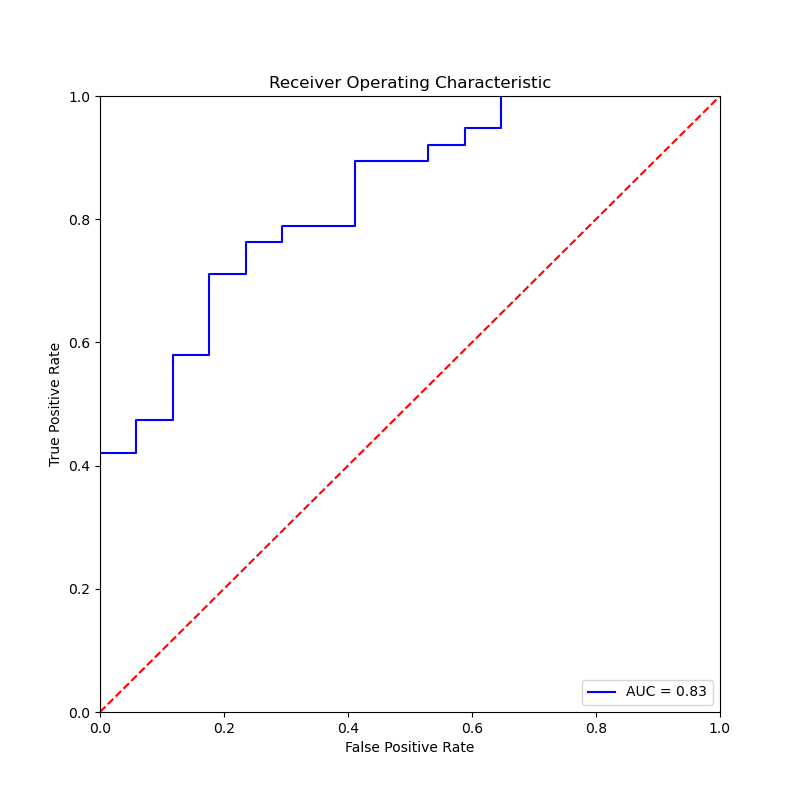 Receiver Operating Characteristic
True Positive Rate
1.0
0.8
0.6
0.4
0.2
0.0
0.0 0.2 0.4 0.6 0.8 1.0
False Positive Rate
AUC = 0.83